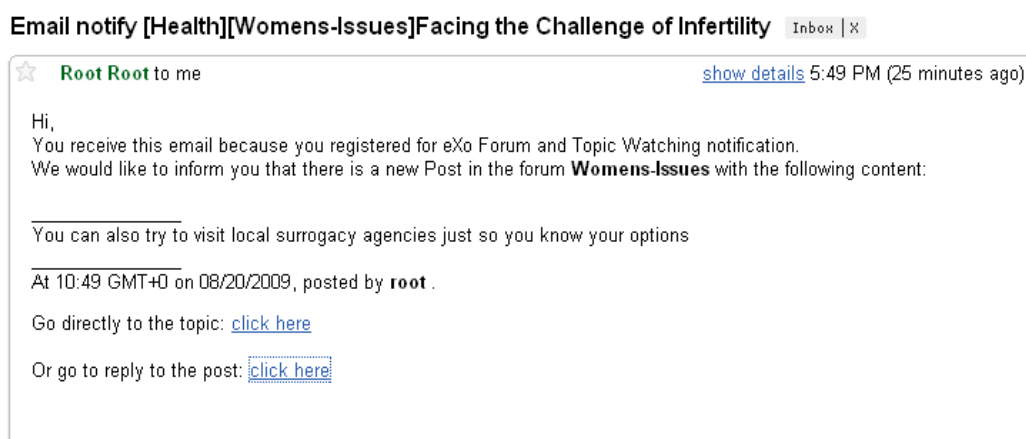 Email notify [Health][Womens-Issues]Facing the Challenge of Infertility Inbox | X
Root Root to me show details 5:49 PM (25 minutes ago)
Hi,
You receive this email because you registered for eXo Forum and Topic Watching notification.
We would like to inform you that there is a new Post in the forum Womens-Issues with the following content:
You can also try to visit local surrogacy agencies just so you know your options
At 10:49 GMT+0 on 08/20/2009, posted by root .
Go directly to the topic: click here
Or go to reply to the post: click here